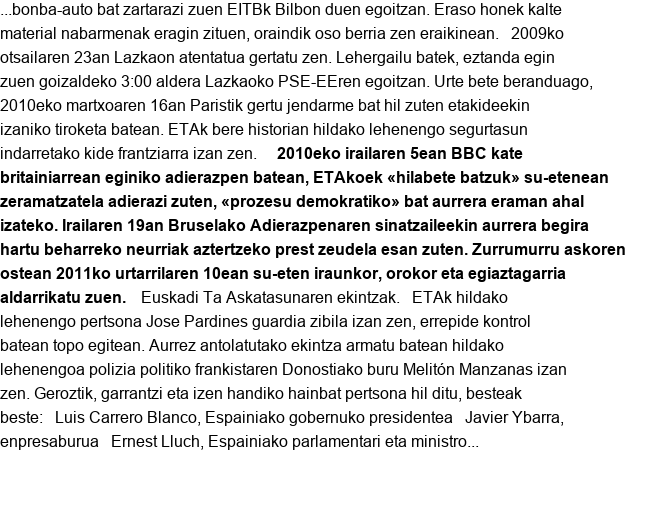 ...bonba-auto bat zartarazi zuen EITBk Bilbon duen egoitzan. Eraso honek kalte
material nabarmenak eragin zituen, oraindik oso berria zen eraikinean.   2009ko
otsailaren 23an Lazkaon atentatua gertatu zen. Lehergailu batek, eztanda egin
zuen goizaldeko 3:00 aldera Lazkaoko PSE-EEren egoitzan. Urte bete beranduago,
2010eko martxoaren 16an Paristik gertu jendarme bat hil zuten etakideekin
izaniko tiroketa batean. ETAk bere historian hildako lehenengo segurtasun
indarretako kide frantziarra izan zen.     2010eko irailaren 5ean BBC kate
britainiarrean eginiko adierazpen batean, ETAkoek «hilabete batzuk» su-etenean
zeramatzatela adierazi zuten, «prozesu demokratiko» bat aurrera eraman ahal
izateko. Irailaren 19an Bruselako Adierazpenaren sinatzaileekin aurrera begira
hartu beharreko neurriak aztertzeko prest zeudela esan zuten. Zurrumurru askoren
ostean 2011ko urtarrilaren 10ean su-eten iraunkor, orokor eta egiaztagarria
aldarrikatu zuen.    Euskadi Ta Askatasunaren ekintzak.   ETAk hildako
lehenengo pertsona Jose Pardines guardia zibila izan zen, errepide kontrol
batean topo egitean. Aurrez antolatutako ekintza armatu batean hildako
lehenengoa polizia politiko frankistaren Donostiako buru Melitón Manzanas izan
zen. Geroztik, garrantzi eta izen handiko hainbat pertsona hil ditu, besteak
beste:   Luis Carrero Blanco, Espainiako gobernuko presidentea   Javier Ybarra,
enpresaburua   Ernest Lluch, Espainiako parlamentari eta ministro...